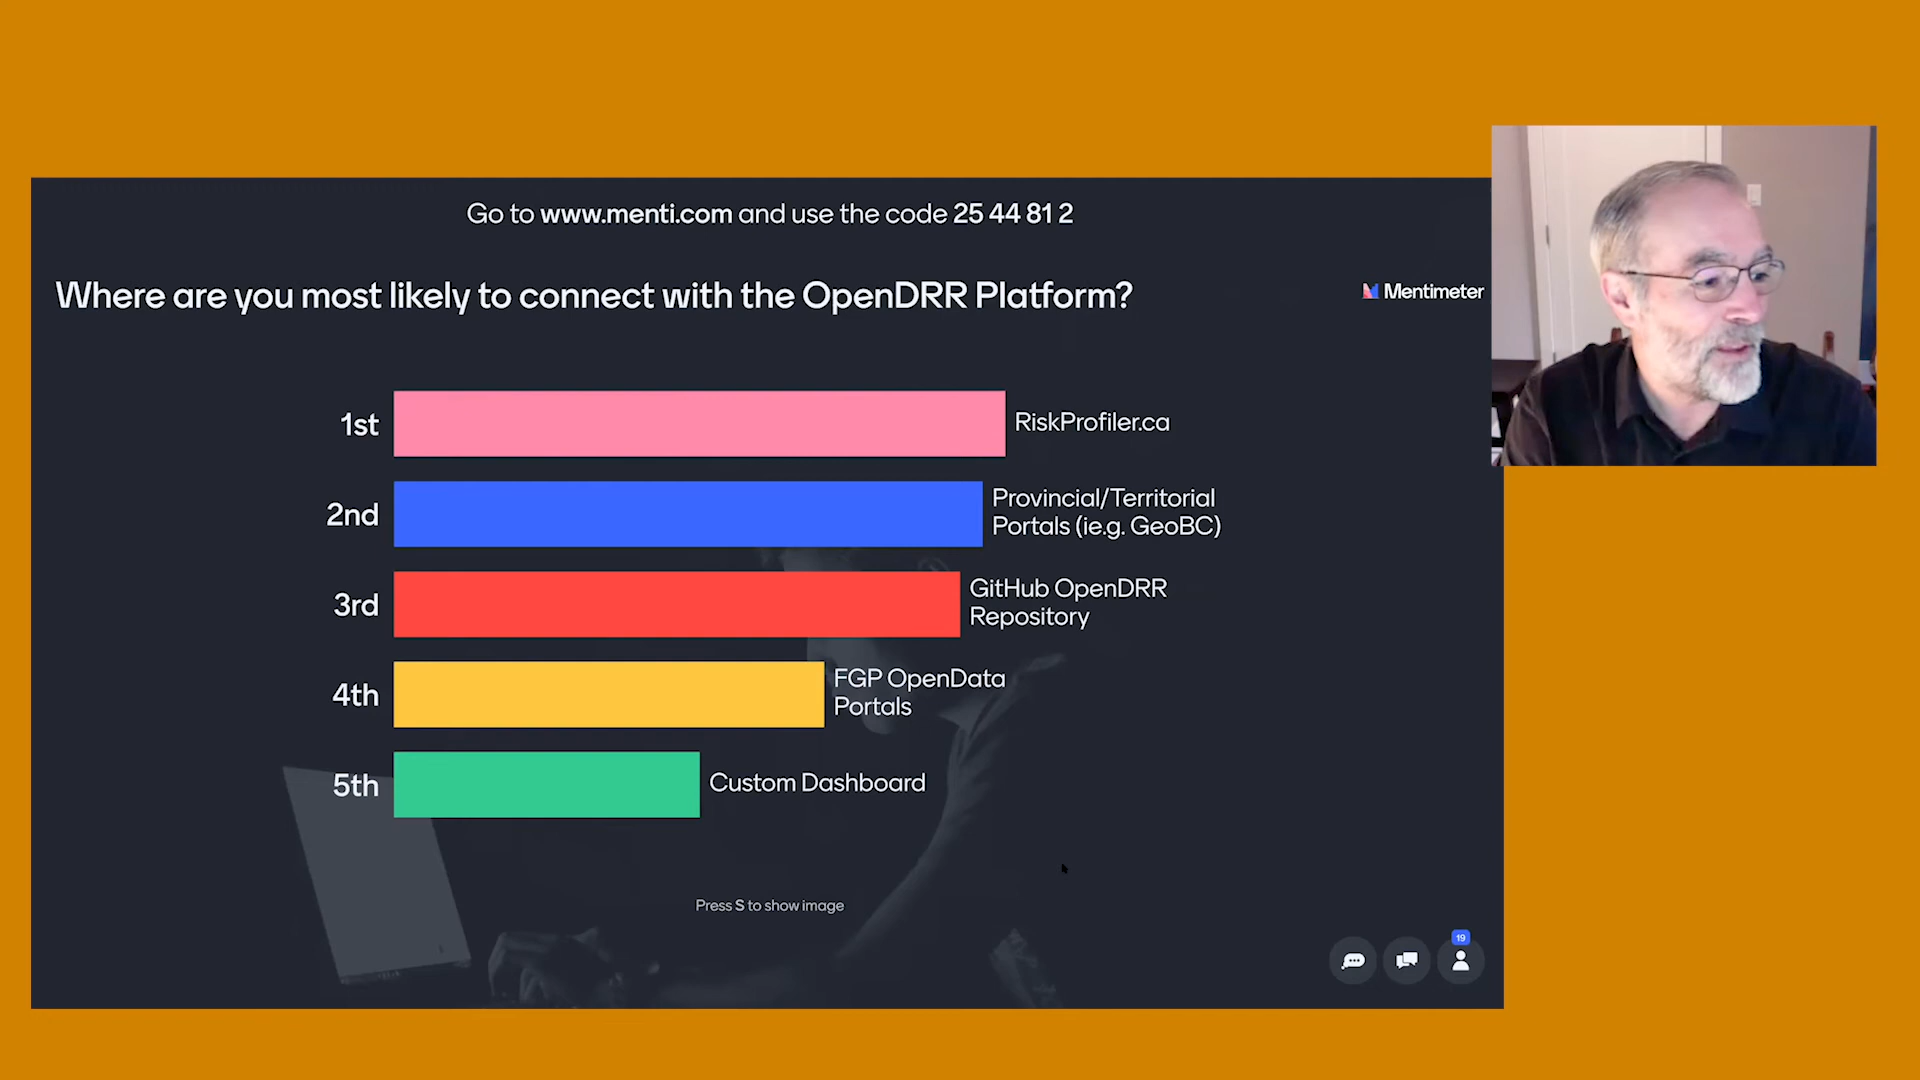 Go to www.menti.com and use the code 25 44 81 2
Where are you most likely to connect with the OpenDRR Platform?
Mentimeter
1st
RiskProfiler.ca
2nd
Provincial/Territorial
Portals (ie.g. GeoBC)
3rd
GitHub OpenDRR
Repository
4th
FGP OpenData
Portals
5th
Custom Dashboard
Press S to show image
19